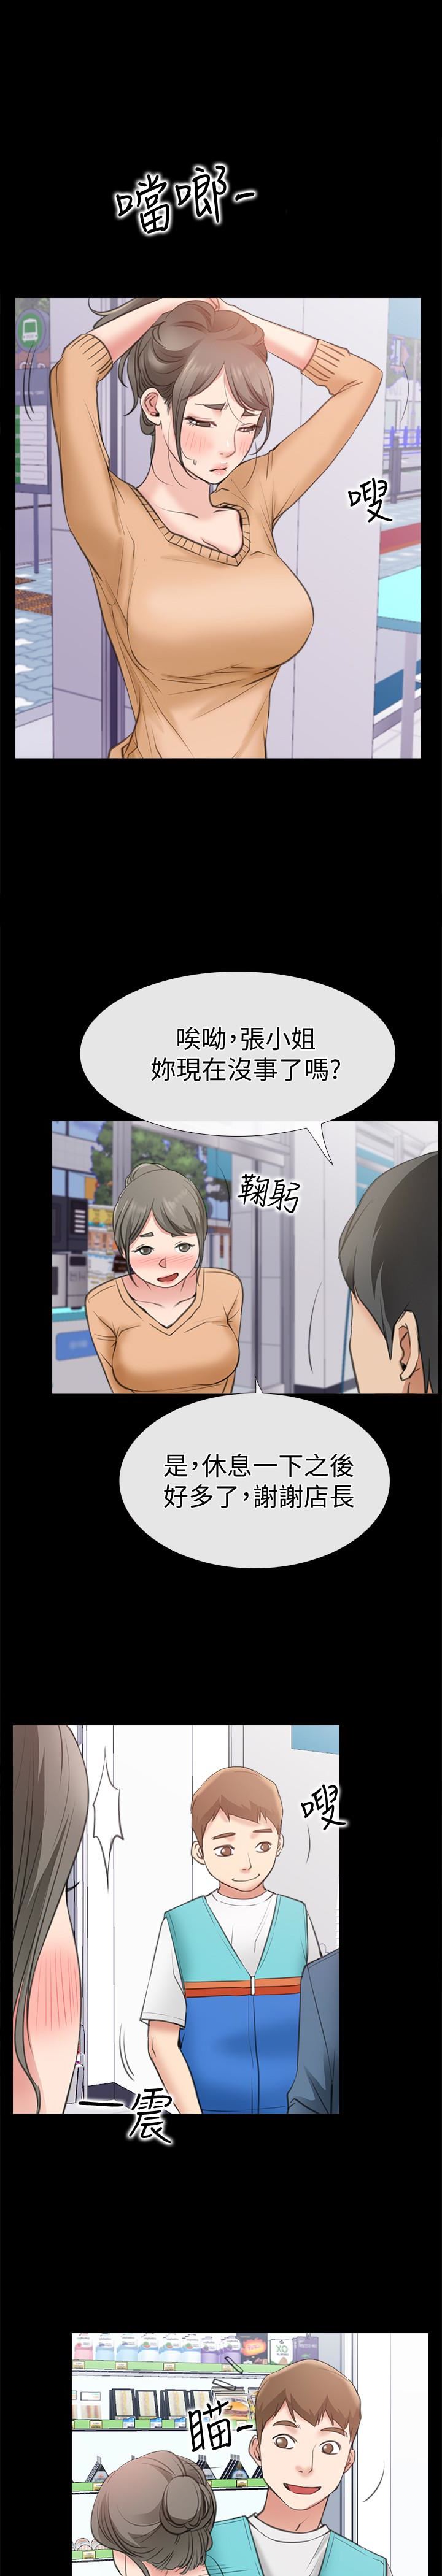 噹啷-
嗖
唉呦,張小姐
妳現在沒事了嗎?
鞠躬
是,休息一下之後
好多了,謝謝店長
嗖
一震
瞄-